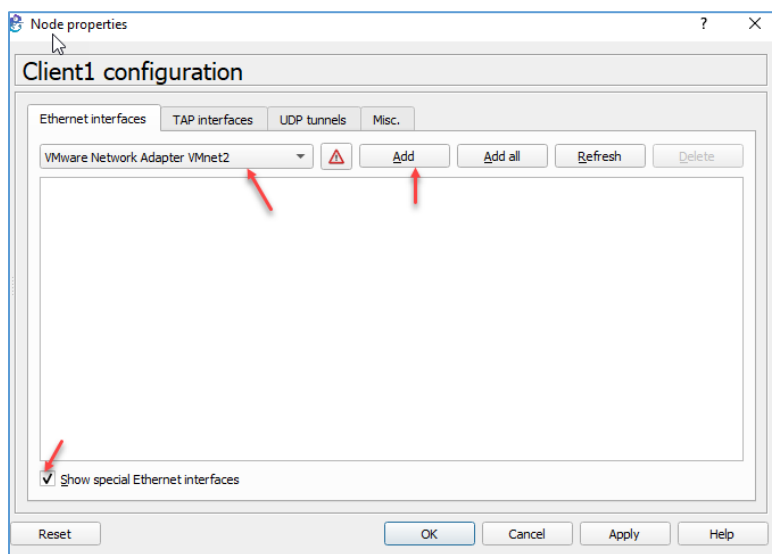 Node properties
?
Client1 configuration
Ethernet interfaces TAP interfaces UDP tunnels Misc.
VMware Network Adapter VMnet2 Add Add all Refresh Delete
Show special Ethernet interfaces
Reset OK Cancel Apply Help